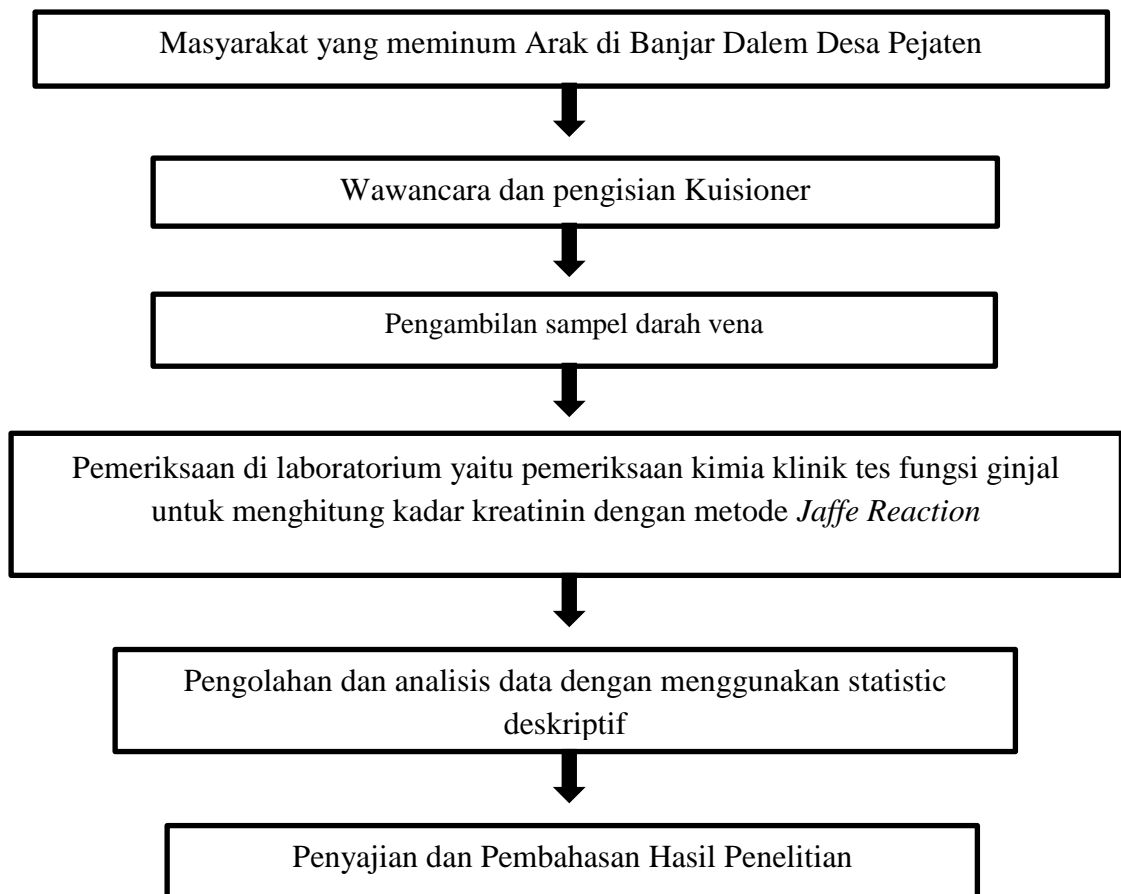 Masyarakat yang meminum Arak di Banjar Dalem Desa Pejaten
Wawancara dan pengisian Kuisioner
Pengambilan sampel darah vena
Pemeriksaan di laboratorium yaitu pemeriksaan kimia klinik tes fungsi ginjal
untuk menghitung kadar kreatinin dengan metode Jaffe Reaction
Pengolahan dan analisis data dengan menggunakan statistic
deskriptif
Penyajian dan Pembahasan Hasil Penelitian